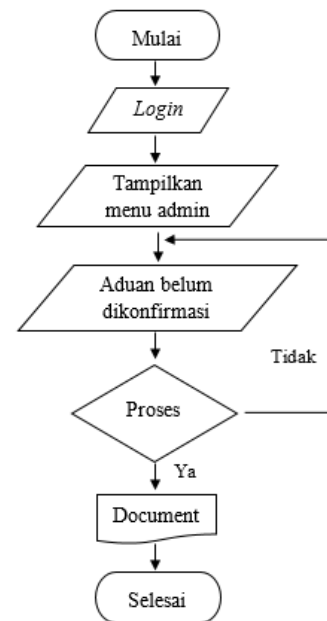 Mulai
Login
Tampilkan
menu admin
Aduan belum
dikonfirmasi
Tidak
Proses
Ya
Document
Selesai